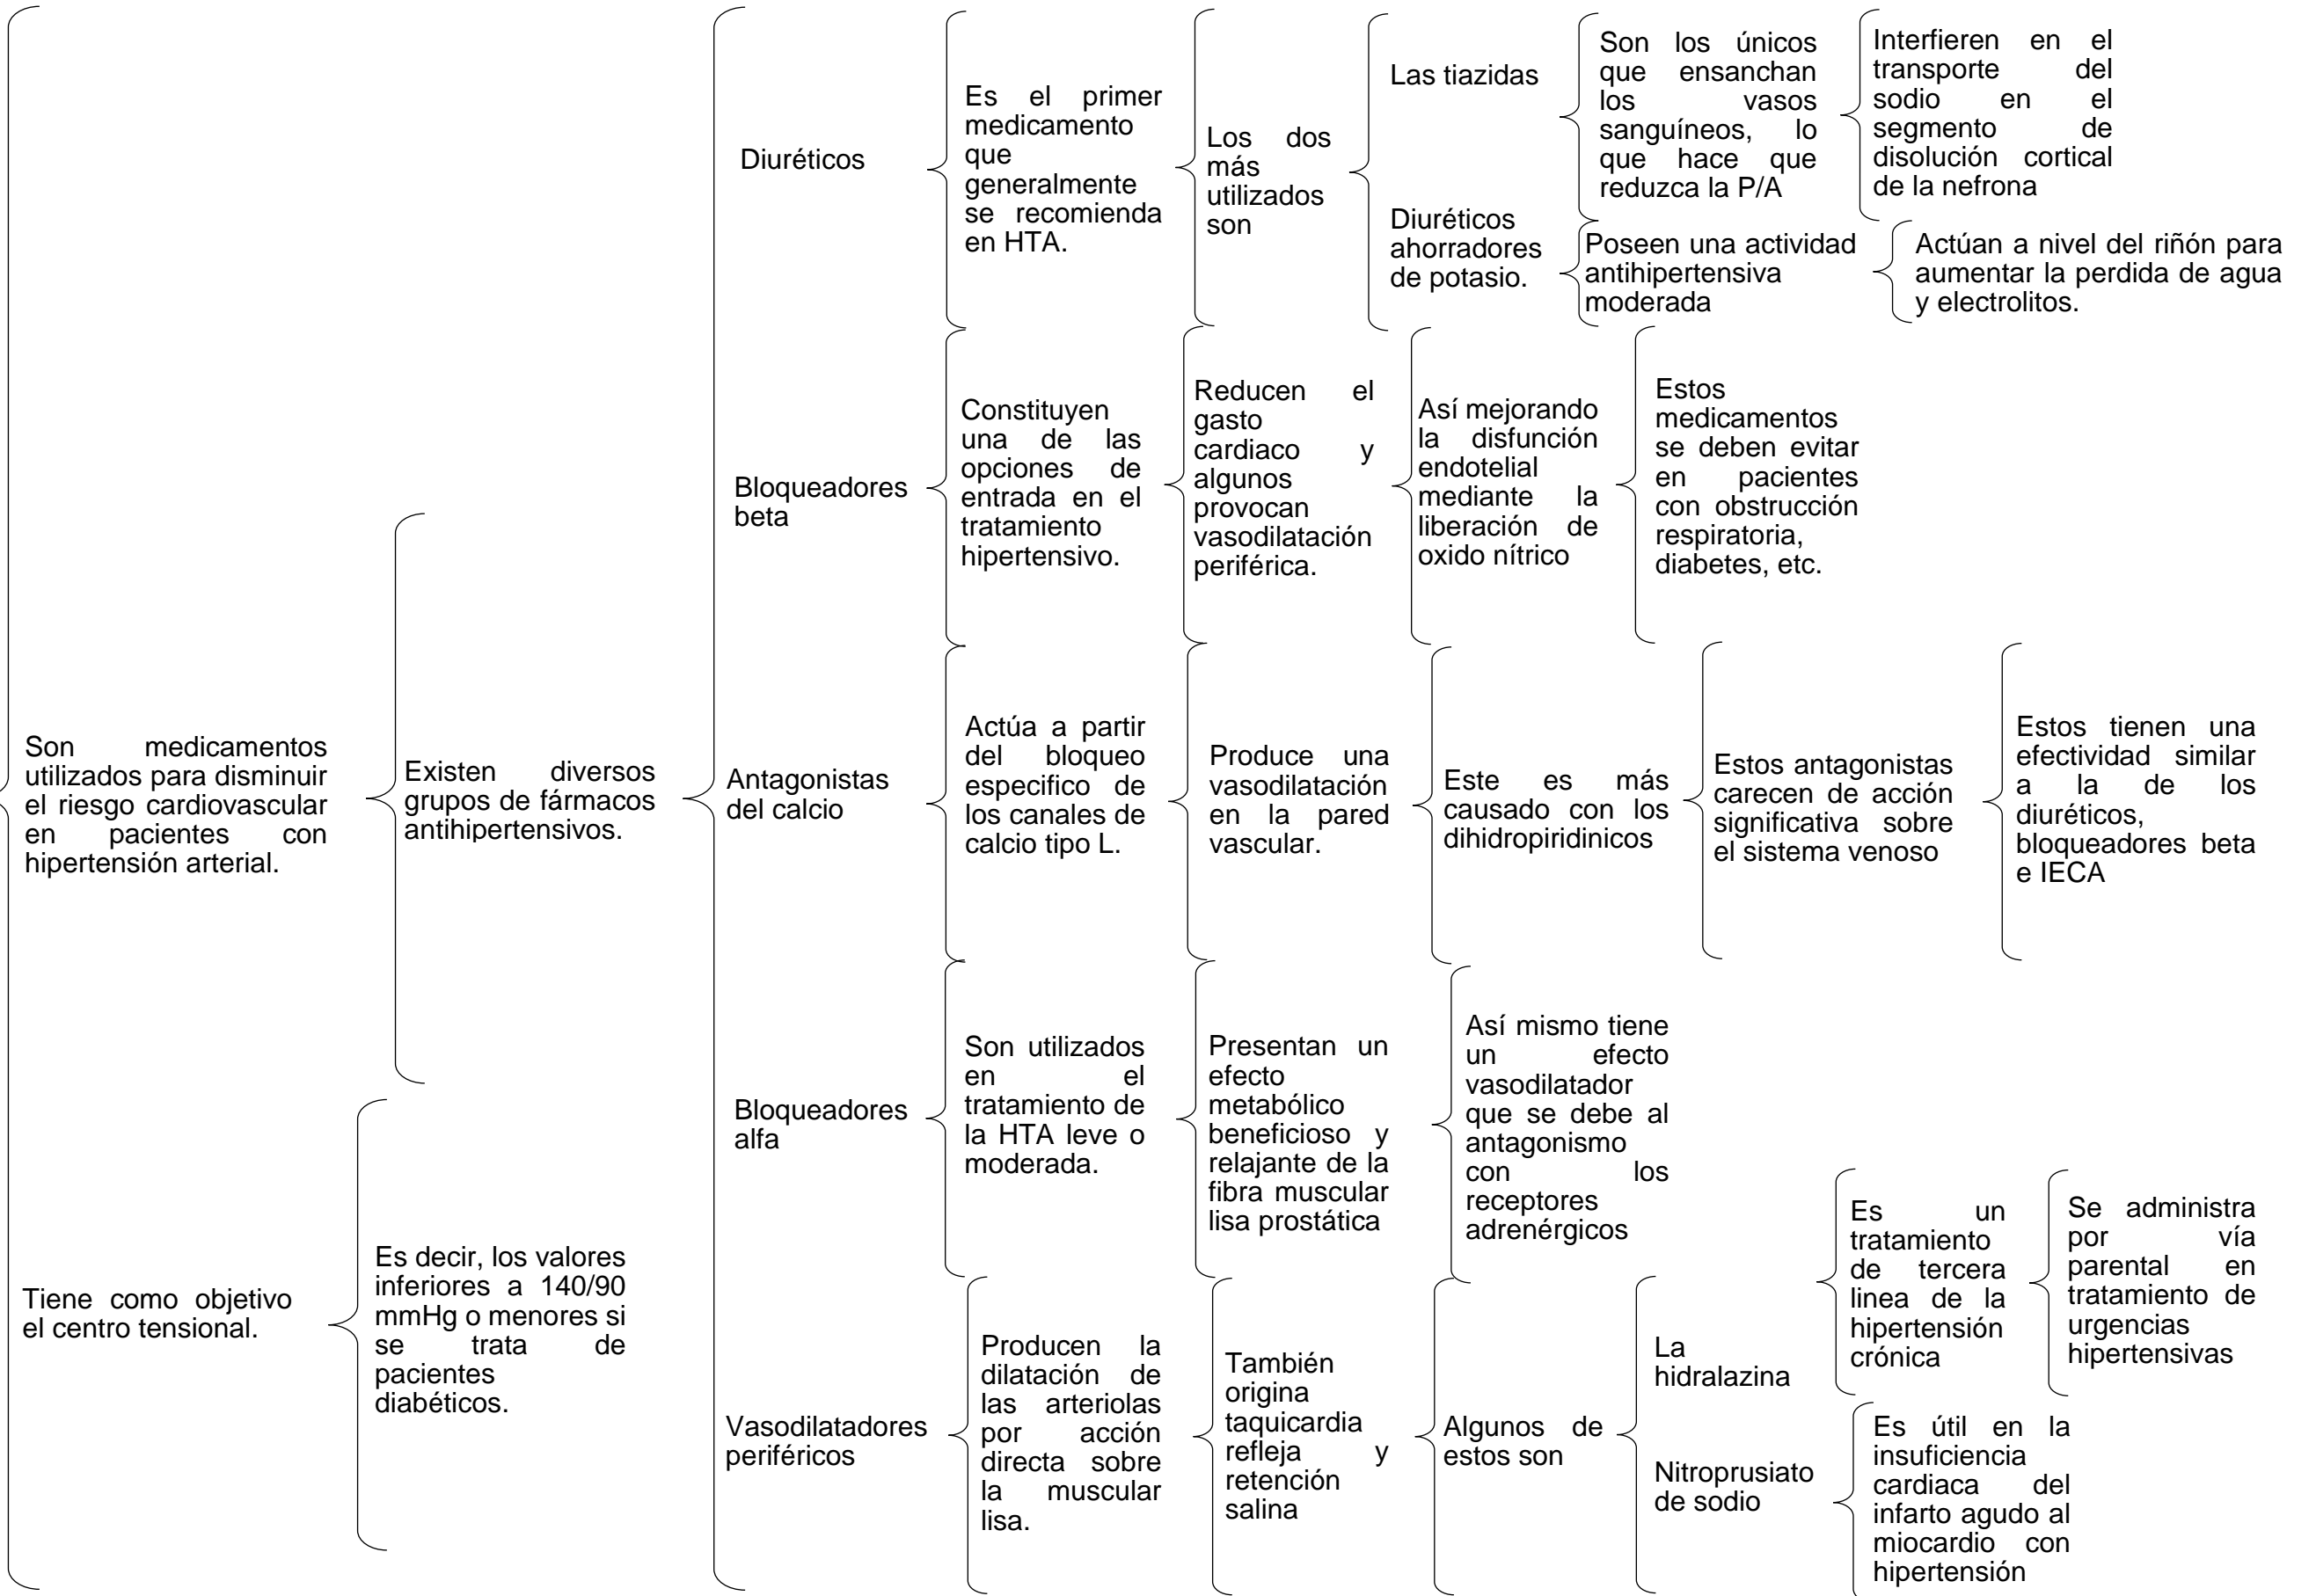 Son medicamentos
utilizados para disminuir
el riesgo cardiovascular
en pacientes con
hipertensión arterial.
Existen diversos
grupos de fármacos
antihipertensivos.
Diuréticos
Es el primer
medicamento
que
generalmente
se recomienda
en HTA.
Los dos
más
utilizados
son
Las tiazidas
Son los únicos
que ensanchan
los vasos
sanguíneos, lo
que hace que
reduzca la P/A
Interfieren en el
transporte del
sodio en el
segmento de
disolución cortical
de la nefrona
Diuréticos
ahorradores
de potasio.
Poseen una actividad
antihipertensiva
moderada
Actúan a nivel del riñón para
aumentar la perdida de agua
y electrolitos.
Bloqueadores
beta
Constituyen
una de las
opciones de
entrada en el
tratamiento
hipertensivo.
Reducen el
gasto
cardiaco y
algunos
provocan
vasodilatación
periférica.
Así mejorando
la disfunción
endotelial
mediante la
liberación de
oxido nítrico
Estos
medicamentos
se deben evitar
en pacientes
con obstrucción
respiratoria,
diabetes, etc.
Antagonistas
del calcio
Actúa a partir
del bloqueo
especifico de
los canales de
calcio tipo L.
Produce una
vasodilatación
en la pared
vascular.
Este es más
causado con los
dihidropiridinicos
Estos antagonistas
carecen de acción
significativa sobre
el sistema venoso
Estos tienen una
efectividad similar
a la de los
diuréticos,
bloqueadores beta
e IECA
Bloqueadores
alfa
Son utilizados
en el
tratamiento de
la HTA leve o
moderada.
Presentan un
efecto
metabólico
beneficioso y
relajante de la
fibra muscular
lisa prostática
Así mismo tiene
un efecto
vasodilatador
que se debe al
antagonismo
con los
receptores
adrenérgicos
Vasodilatadores
periféricos
Producen la
dilatación de
las arteriolas
por acción
directa sobre
la muscular
lisa.
También
origina
taquicardia
refleja y
retención
salina
Algunos de
estos son
La
hidralazina
Es un
tratamiento
de tercera
linea de la
hipertensión
crónica
Se administra
por vía
parental en
tratamiento de
urgencias
hipertensivas
Nitroprusiato
de sodio
Es útil en la
insuficiencia
cardiaca del
infarto agudo al
miocardio con
hipertensión
Tiene como objetivo
el centro tensional.
Es decir, los valores
inferiores a 140/90
mmHg o menores si
se trata de
pacientes
diabéticos.